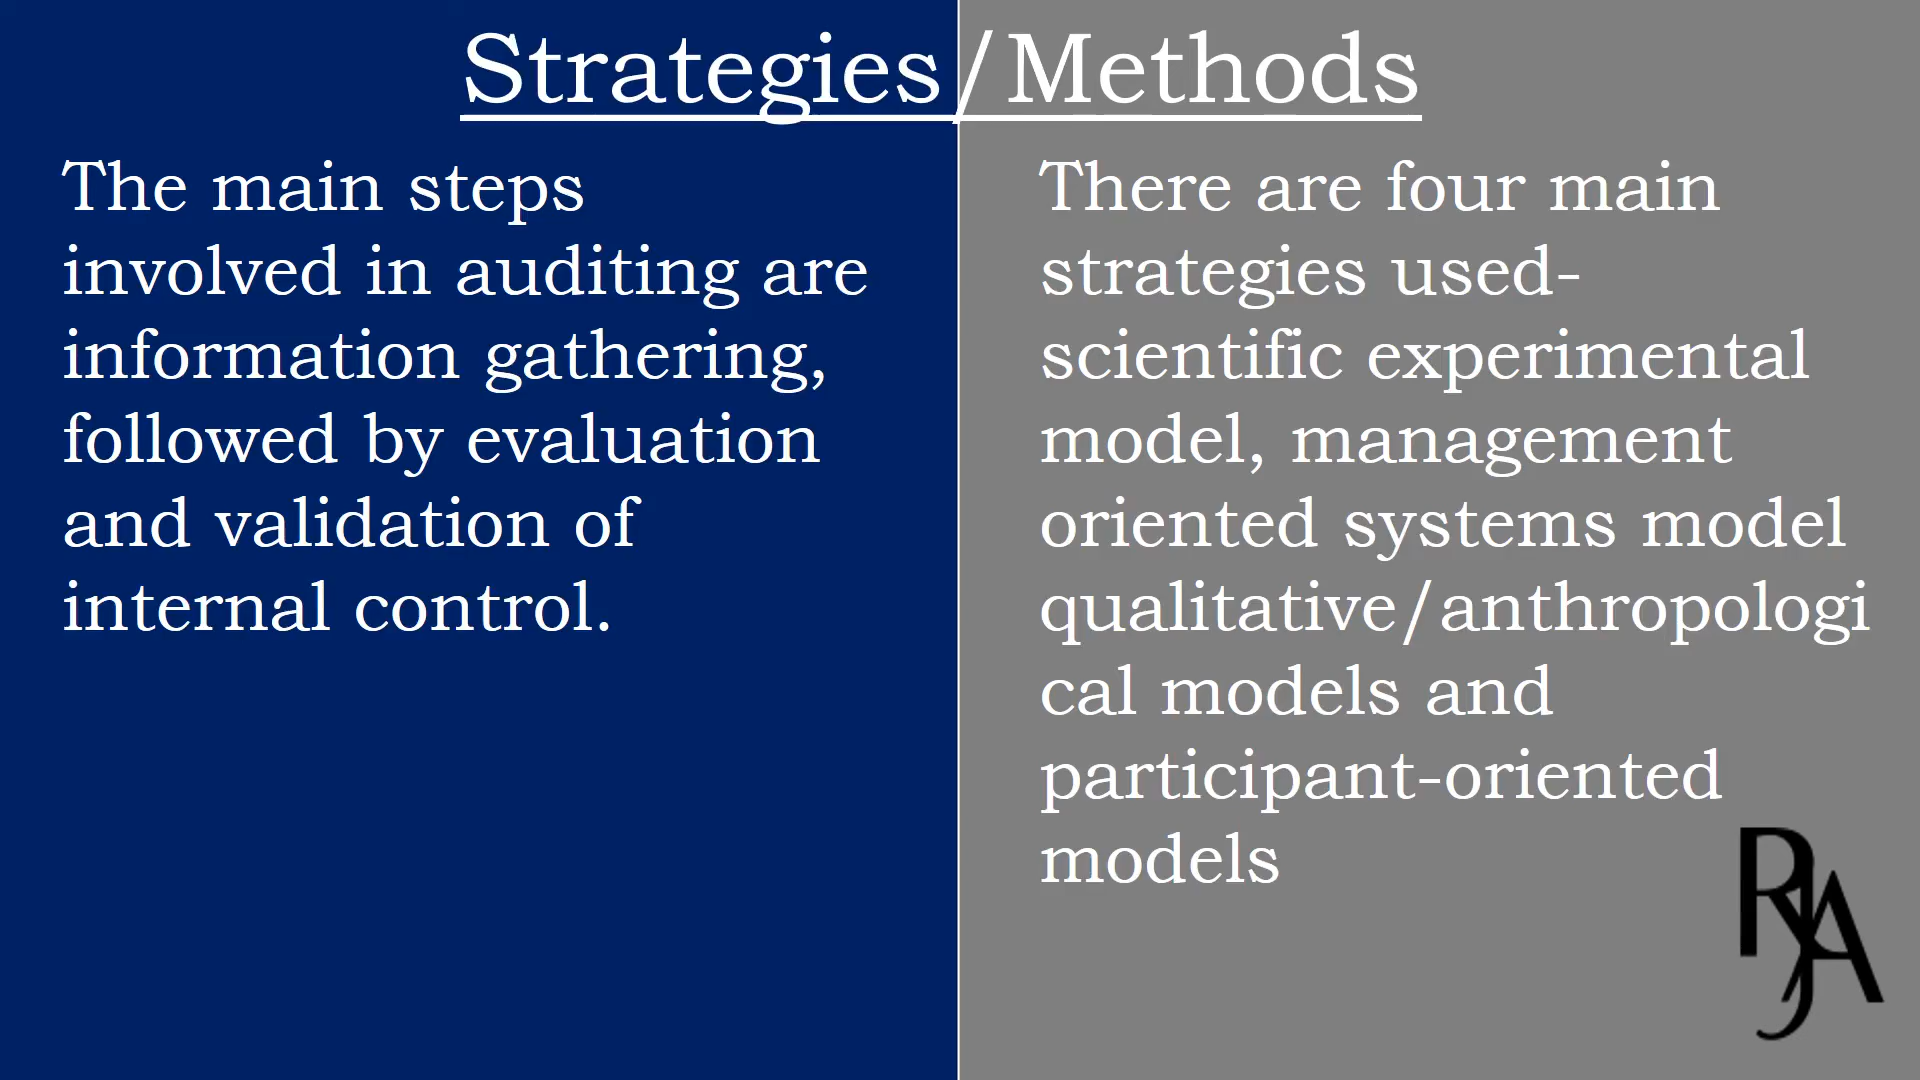 Strategies/Methods
The main steps
involved in auditing are
information gathering,
followed by evaluation
and validation of
internal control.
There are four main
strategies used-
scientific experimental
model, management
oriented systems model
qualitative/anthropologi
cal models and
participant-oriented
models
RJA